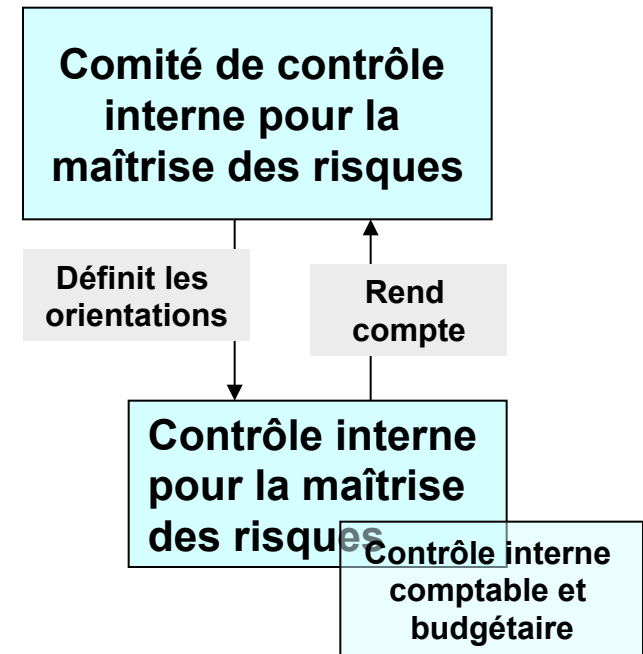 Comité de contrôle
interne pour la
maîtrise des risques
Définit les
orientations
Rend
compte
Contrôle interne
pour la maîtrise
des risques
Contrôle interne
comptable et
budgétaire